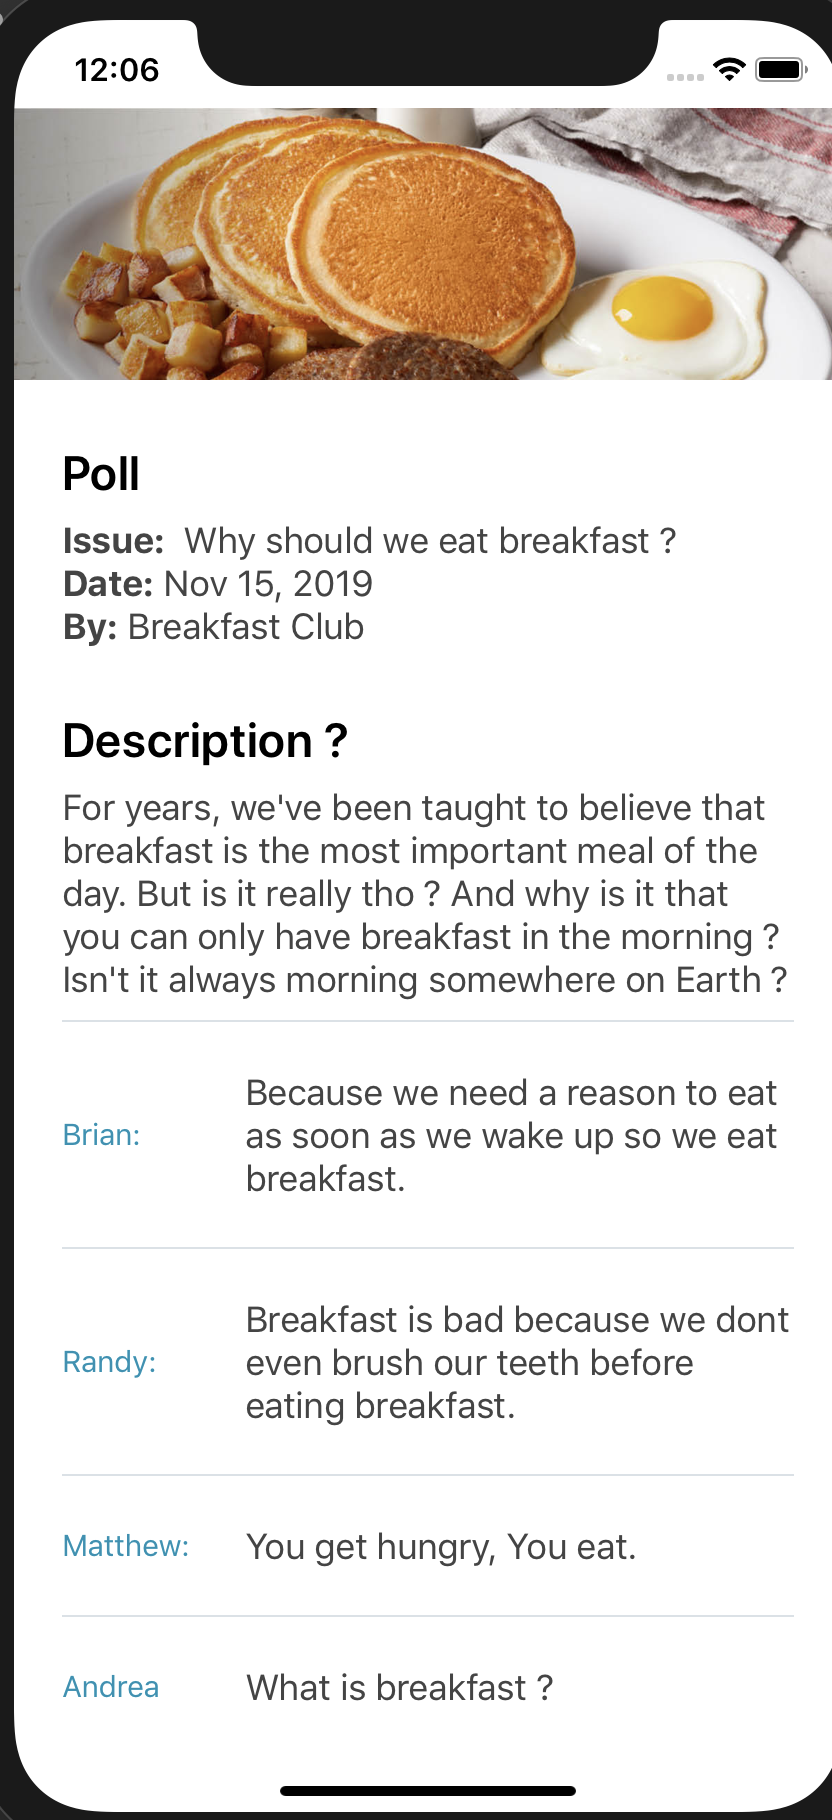 12:06
Poll
Issue: Why should we eat breakfast ?
Date: Nov 15, 2019
By: Breakfast Club
Description ?
For years, we've been taught to believe that
breakfast is the most important meal of the
day. But is it really tho ? And why is it that
you can only have breakfast in the morning ?
Isn't it always morning somewhere on Earth ?
Brian:
Because we need a reason to eat
as soon as we wake up so we eat
breakfast.
Randy:
Breakfast is bad because we dont
even brush our teeth before
eating breakfast.
Matthew:
You get hungry, You eat.
Andrea
What is breakfast ?